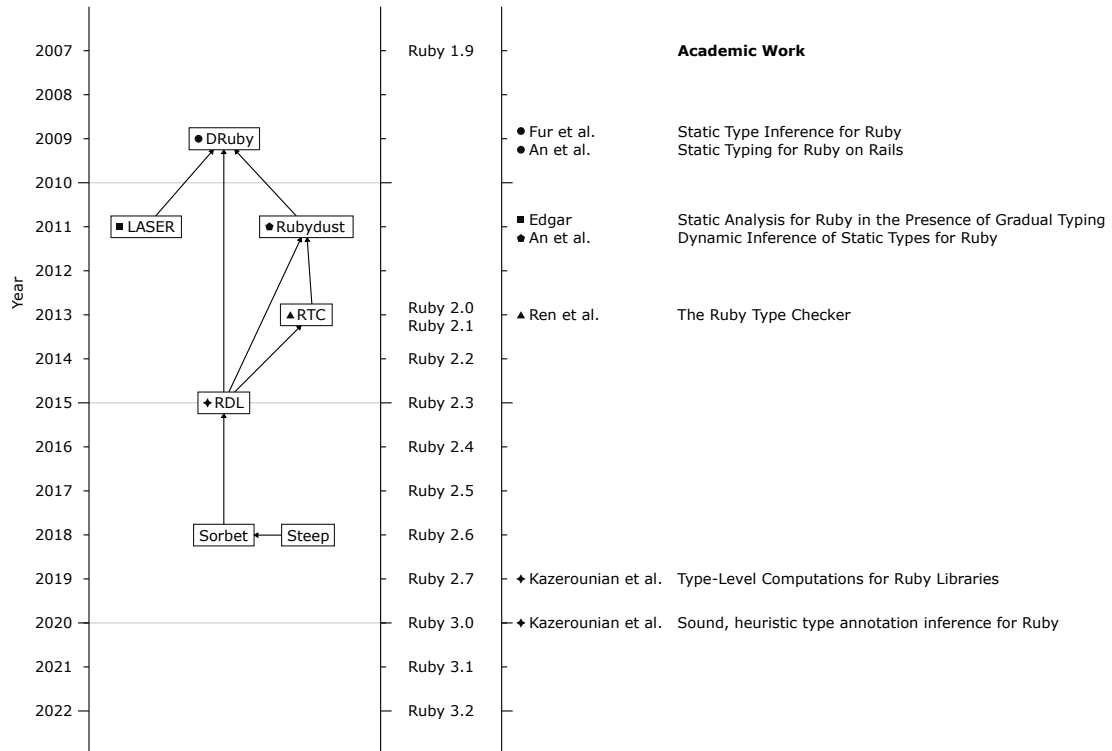 2007 Ruby 1.9 Academic Work
2008
2009 DRuby Fur et al. Static Type Inference for Ruby
An et al. Static Typing for Ruby on Rails
2010
2011 LASER Rubydust Edgar Static Analysis for Ruby in the Presence of Gradual Typing
An et al. Dynamic Inference of Static Types for Ruby
2012
Year
Ruby 2.0
2013 RTC Ren et al. The Ruby Type Checker
Ruby 2.1
2014 Ruby 2.2
2015 RDL Ruby 2.3
2016 Ruby 2.4
2017 Ruby 2.5
2018 Sorbet Steep Ruby 2.6
2019 Ruby 2.7 Kazerounian et al. Type-Level Computations for Ruby Libraries
2020 Ruby 3.0 Kazerounian et al. Sound, heuristic type annotation inference for Ruby
2021 Ruby 3.1
2022 Ruby 3.2